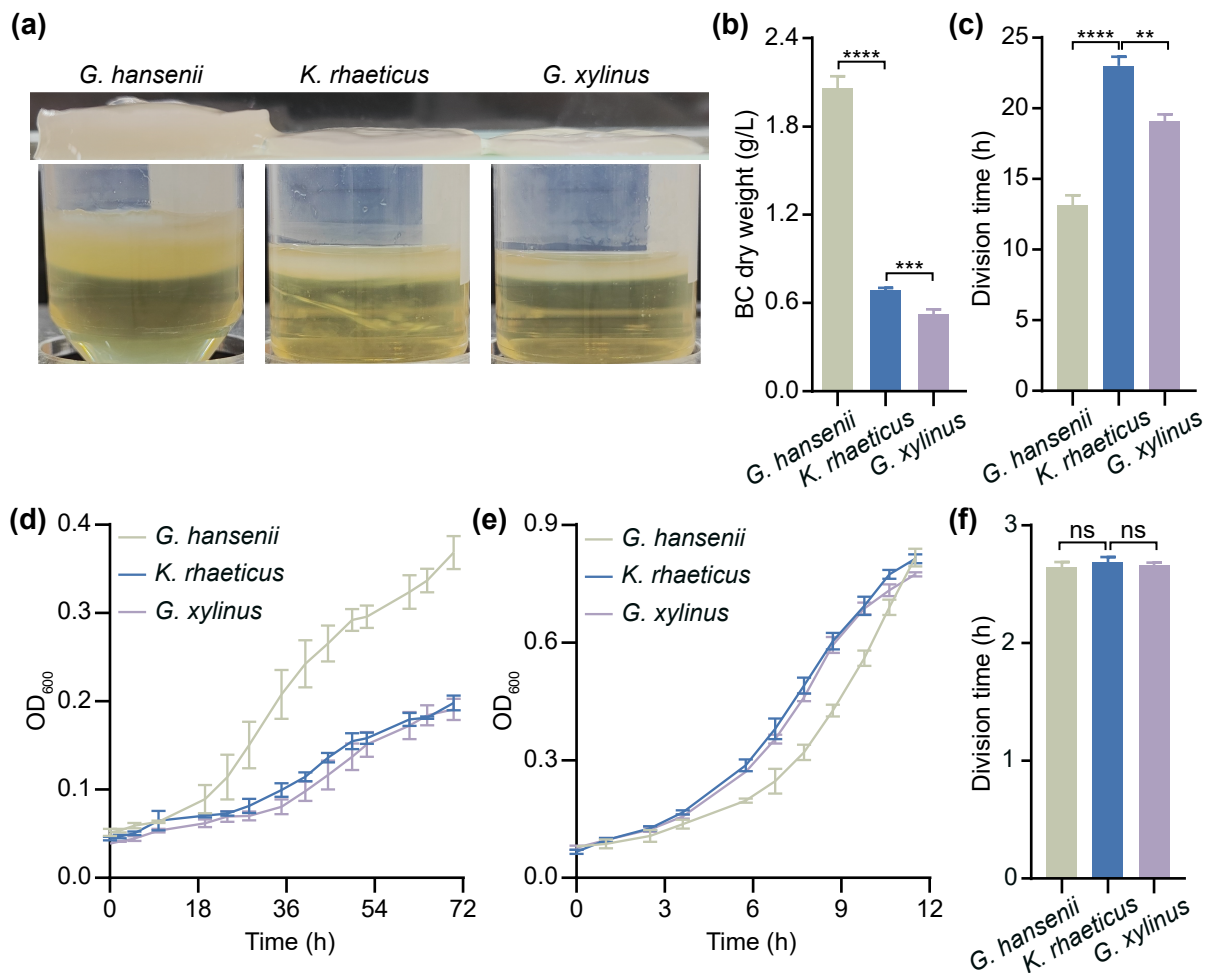 (a)
G. hansenii
K. rhaeticus
G. xylinus
(b)
BC dry weight (g/L)
2.4
1.8
1.2
0.6
0.0
****
***
G. hansenii
K. rhaeticus
G. xylinus
(c)
Division time (h)
25
20
15
10
5
0
****
**
G. hansenii
K. rhaeticus
G. xylinus
(d)
OD600
0.4
0.3
0.2
0.1
0.0
G. hansenii
K. rhaeticus
G. xylinus
0 18 36 54 72
Time (h)
(e)
OD600
0.9
0.6
0.3
0.0
G. hansenii
K. rhaeticus
G. xylinus
0 3 6 9 12
Time (h)
(f)
Division time (h)
3
2
1
0
ns
ns
G. hansenii
K. rhaeticus
G. xylinus